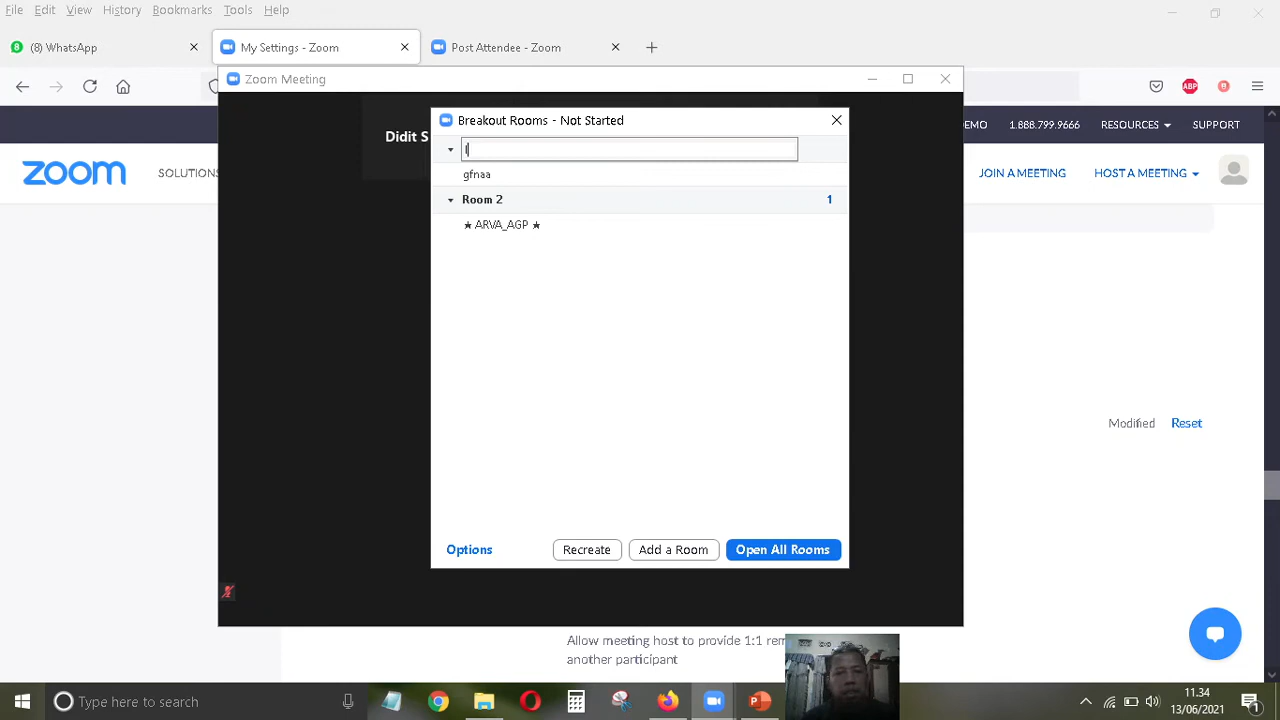 File Edit View History Bookmarks Tools Help
(8) WhatsApp
My Settings - Zoom
Post Attendee - Zoom
Zoom Meeting
Breakout Rooms - Not Started
DEMO 1.888.799.9666 RESOURCES SUPPORT
Didit S
zoom
SOLUTIONS
JOIN A MEETING HOST A MEETING
gfnaa
Room 2 1
★ ARVA_AGP ★
Modified Reset
Options Recreate Add a Room Open All Rooms
Allow meeting host to provide 1:1
another participant
Type here to search
11.34
13/06/2021